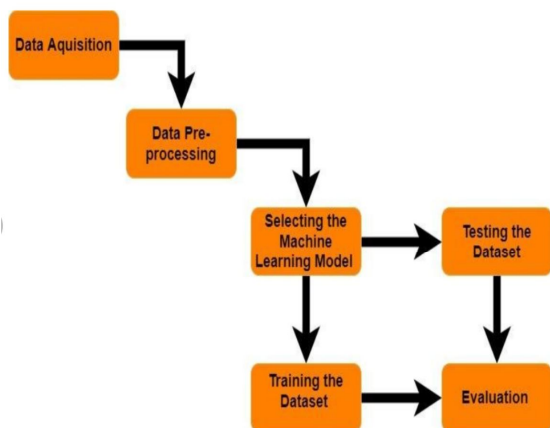 Data Aquisition
Data Pre-
processing
Selecting the
Machine
Learning Model
Testing the
Dataset
Training the
Dataset
Evaluation